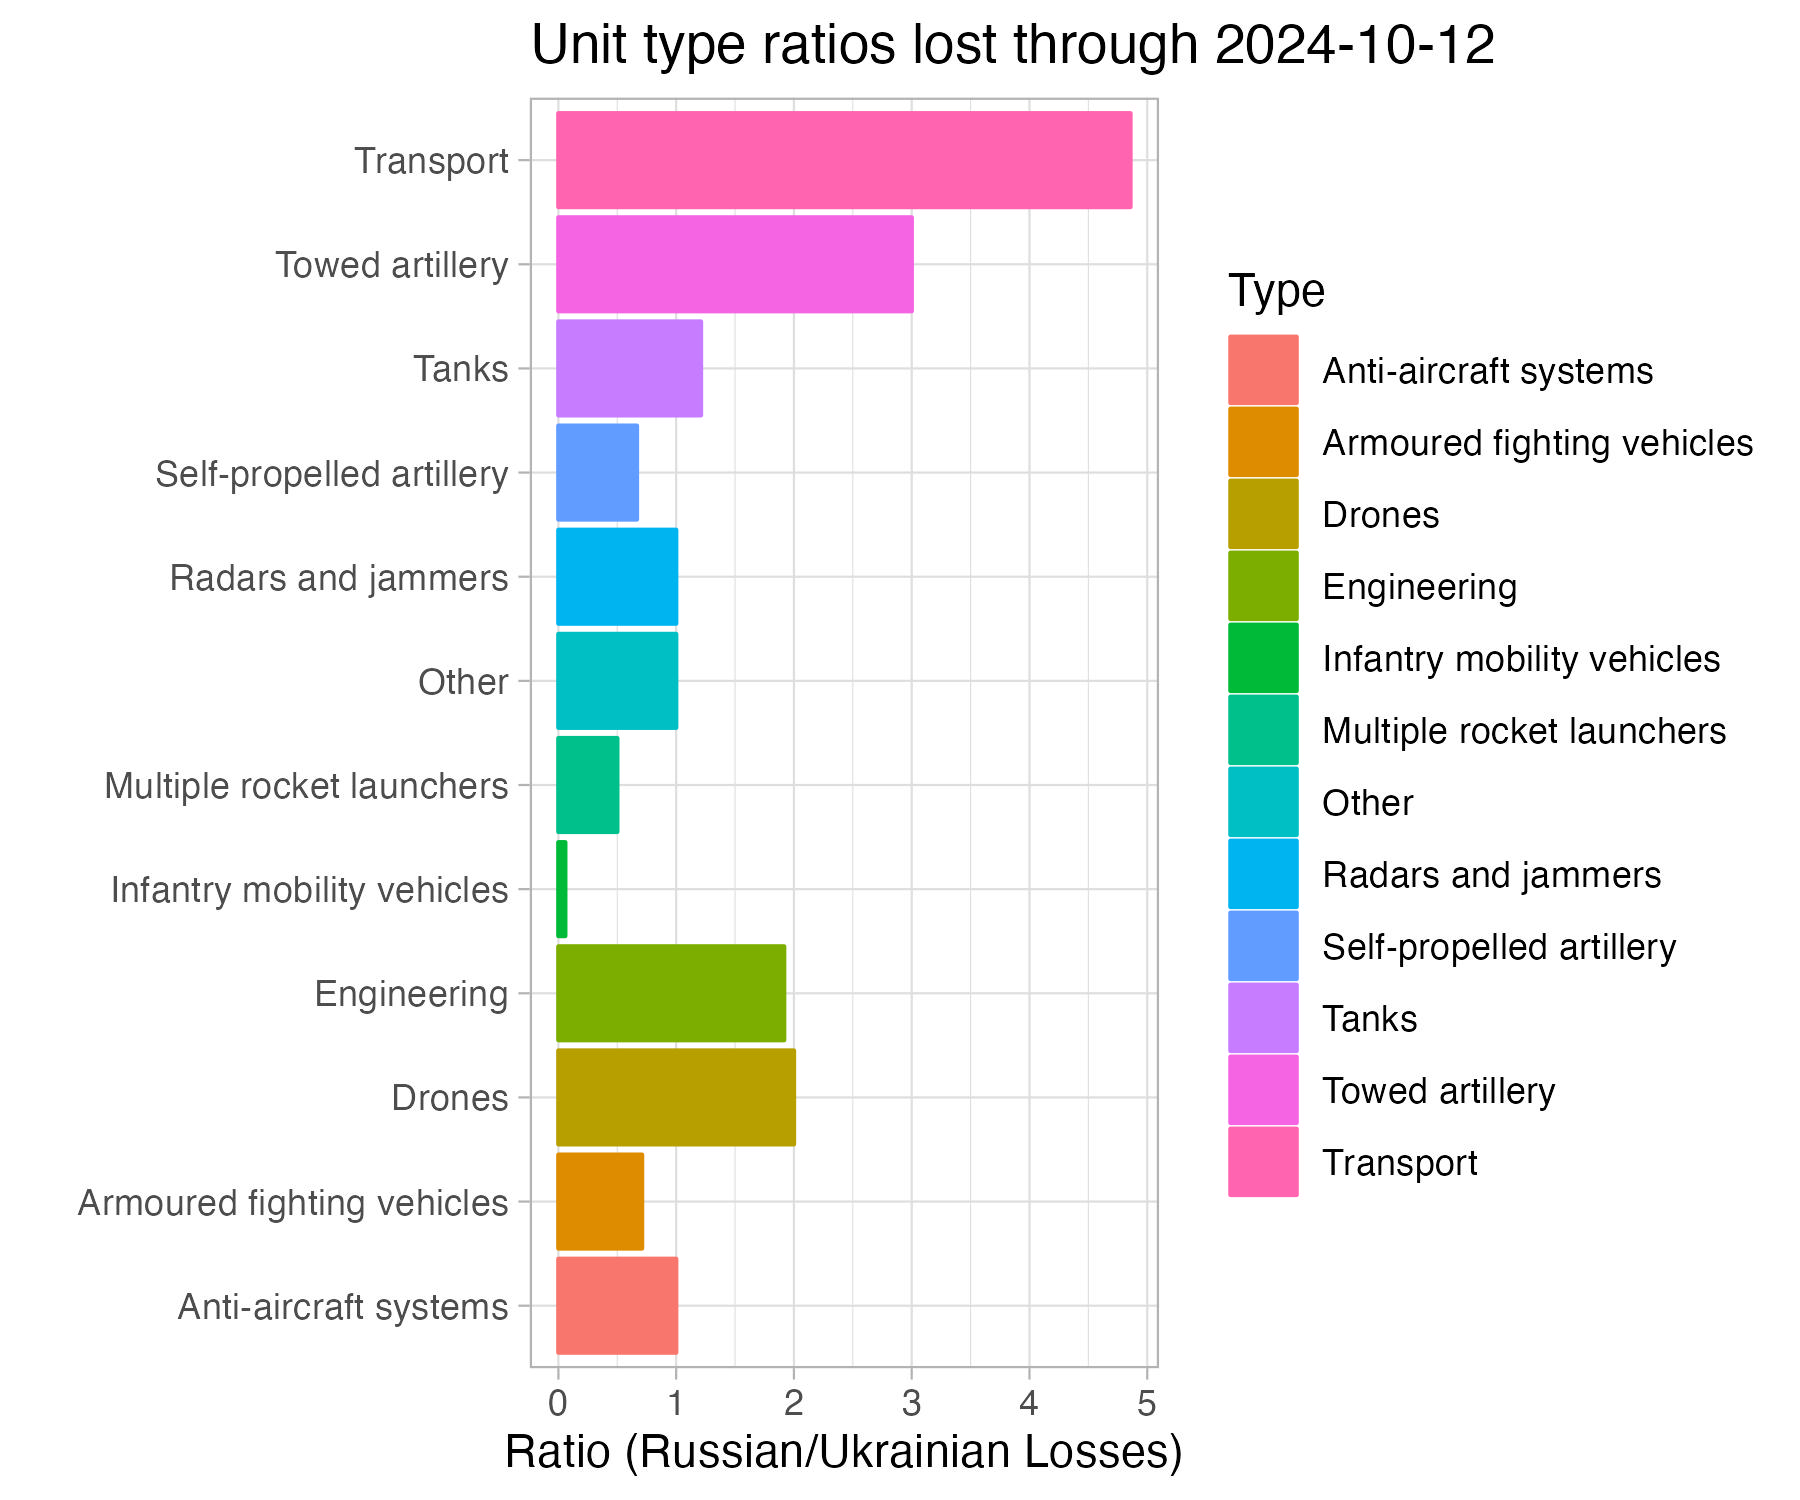 Unit type ratios lost through 2024-10-12
Transport
Towed artillery
Tanks
Self-propelled artillery
Radars and jammers
Other
Multiple rocket launchers
Infantry mobility vehicles
Engineering
Drones
Armoured fighting vehicles
Anti-aircraft systems
0 1 2 3 4 5
Ratio (Russian/Ukrainian Losses)
Type
Anti-aircraft systems
Armoured fighting vehicles
Drones
Engineering
Infantry mobility vehicles
Multiple rocket launchers
Other
Radars and jammers
Self-propelled artillery
Tanks
Towed artillery
Transport